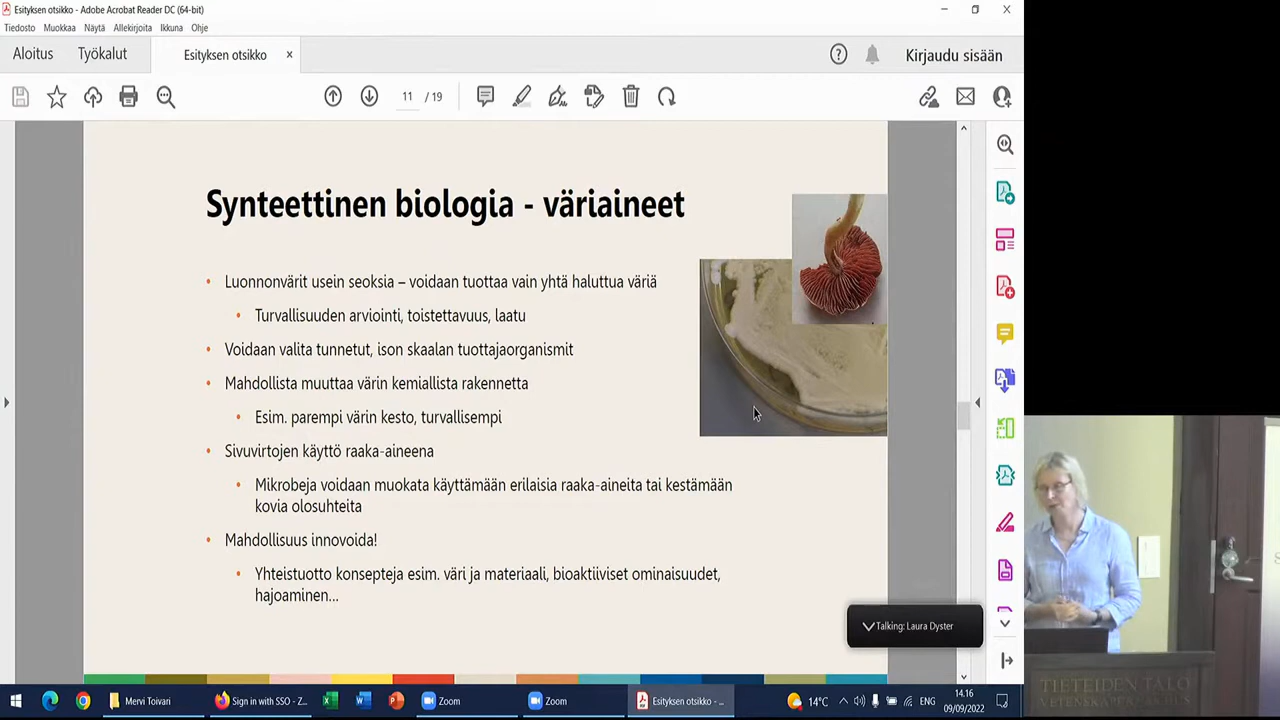 Esityksen otsikko - Adobe Acrobat Reader DC (64-bit)
Tiedosto Muokkaa Näytä Allekirjoita Ikkuna Ohje
Aloitus Työkalut Esityksen otsikko × Kirjaudu sisään
11 / 19
Synteettinen biologia - väriaineet
• Luonnonvärit usein seoksia – voidaan tuottaa vain yhtä haluttua väriä
• Turvallisuuden arviointi, toistettavuus, laatu
• Voidaan valita tunnetut, ison skaalan tuottajaorganismit
• Mahdollista muuttaa värin kemiallista rakennetta
• Esim. parempi värin kesto, turvallisempi
• Sivuvirtojen käyttö raaka-aineena
• Mikrobeja voidaan muokata käyttämään erilaisia raaka-aineita tai kestämään
kovia olosuhteita
• Mahdollisuus innovoida!
• Yhteistuotto konsepteja esim. väri ja materiaali, bioaktiiviset ominaisuudet,
hajoaminen...
Talking: Laura Dyster
TIETEIDEN TALO
Mervi Toivari
Sign in with SSO - Z...
Zoom
Zoom
Esityksen otsikko - ...
14°C
ENG
14.16
09/09/2022